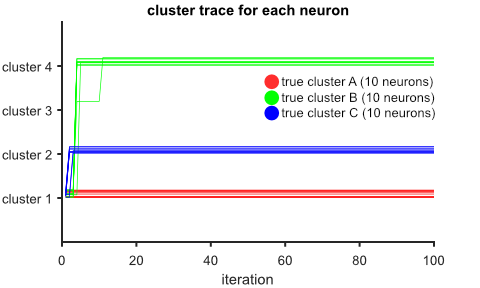 cluster trace for each neuron
cluster 4
cluster 3
cluster 2
cluster 1
true cluster A (10 neurons)
true cluster B (10 neurons)
true cluster C (10 neurons)
0 20 40 60 80 100
iteration